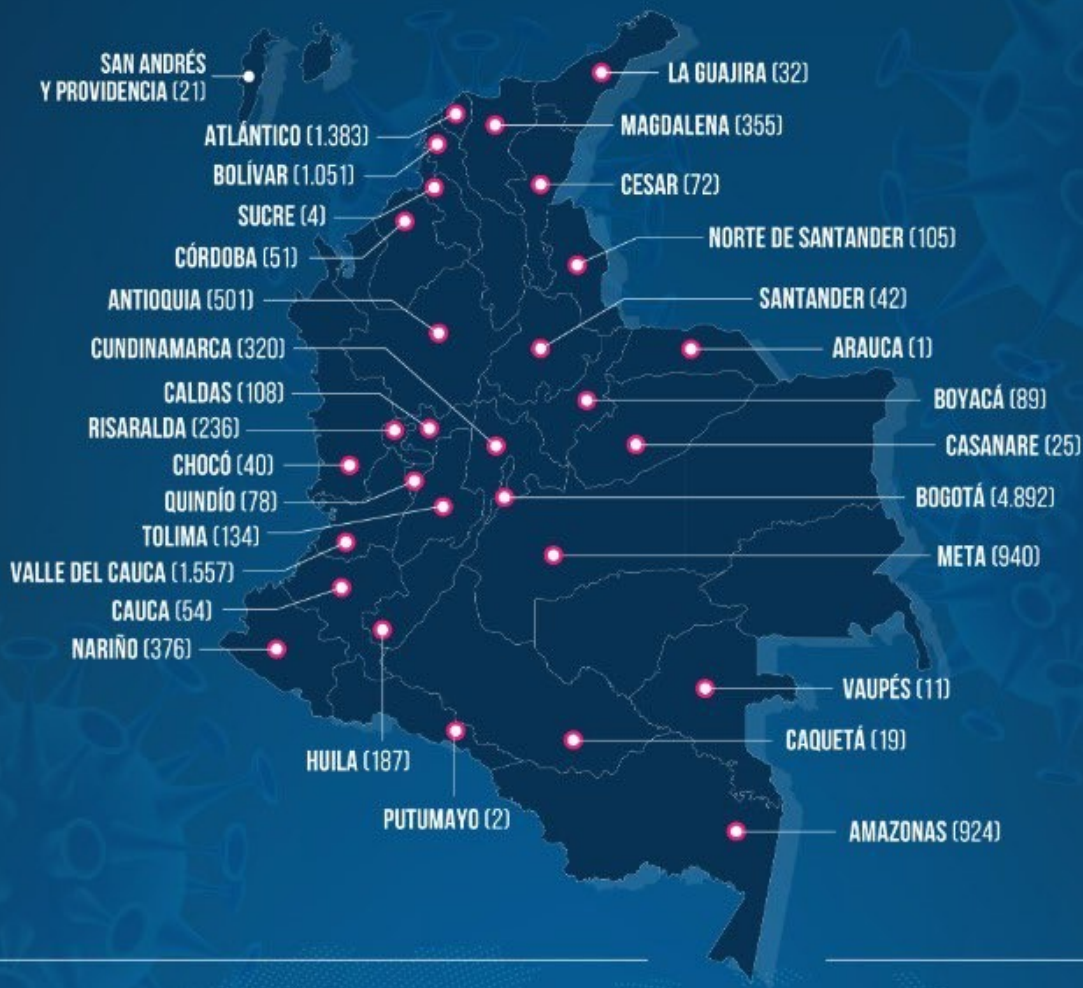 SAN ANDRÉS
Y PROVIDENCIA (21)
ATLÁNTICO (1.383)
BOLÍVAR (1.051)
SUCRE (4)
CÓRDOBA (51)
ANTIOQUIA (501)
CUNDINAMARCA (320)
CALDAS (108)
RISARALDA (236)
CHOCÓ (40)
QUINDÍO (78)
TOLIMA (134)
VALLE DEL CAUCA (1.557)
CAUCA (54)
NARIÑO (376)
HUILA (187)
PUTUMAYO (2)
LA GUAJIRA (32)
MAGDALENA (355)
CESAR (72)
NORTE DE SANTANDER (105)
SANTANDER (42)
ARAUCA (1)
BOYACÁ (89)
CASANARE (25)
BOGOTÁ (4.892)
META (940)
VAUPÉS (11)
CAQUETÁ (19)
AMAZONAS (924)